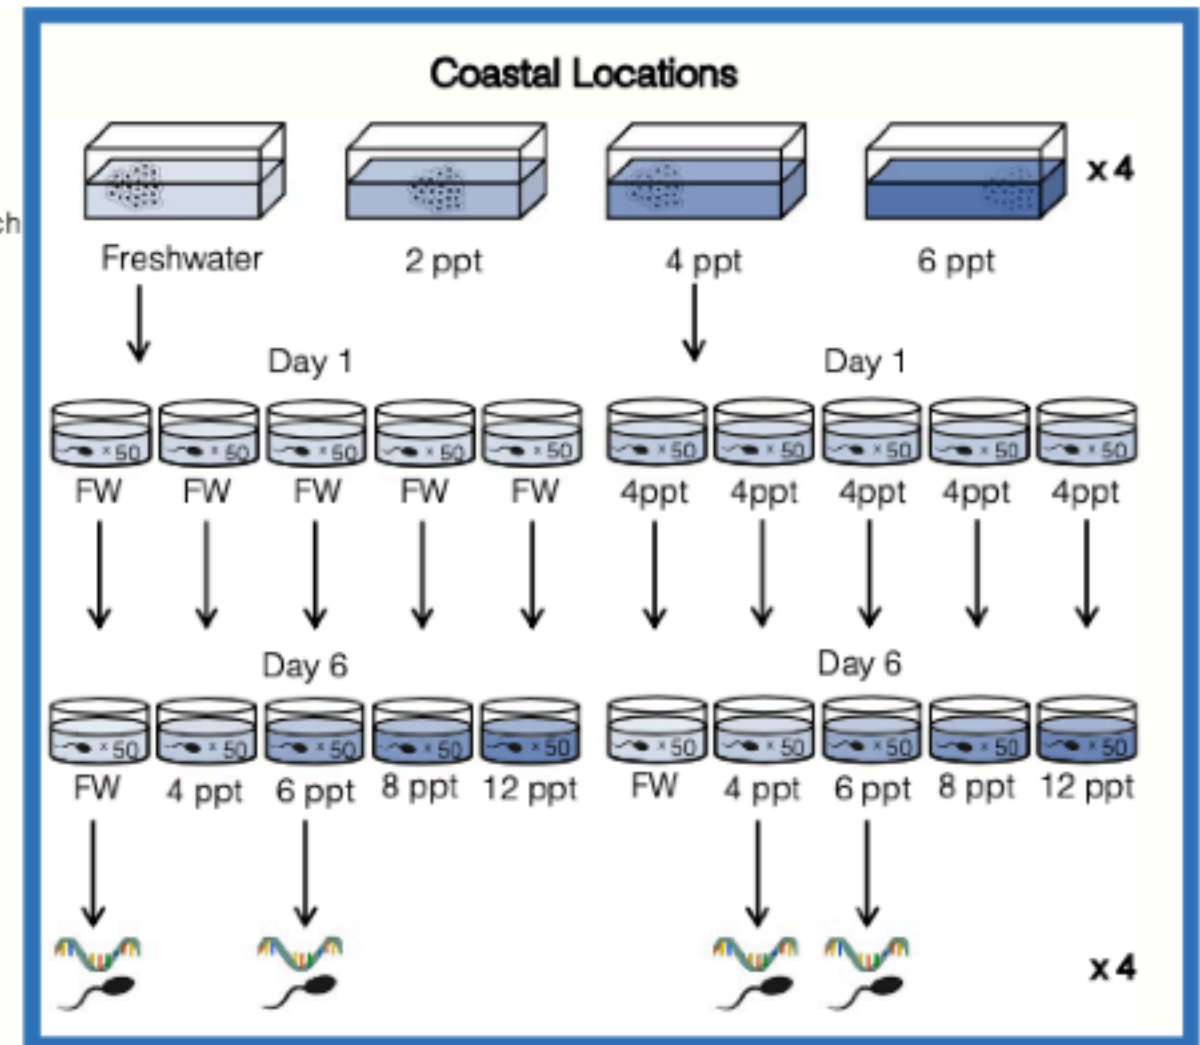 Coastal Locations
x 4
ch
Freshwater 2 ppt 4 ppt 6 ppt
Day 1 Day 1
x 50 x 50 x 50 x 50 x 50 x 50 x 50 x 50 x 50 x 50
FW FW FW FW FW 4ppt 4ppt 4ppt 4ppt 4ppt
Day 6 Day 6
x 50 x 50 x 50 x 50 x 50 x 50 x 50 x 50 x 50 x 50
FW 4 ppt 6 ppt 8 ppt 12 ppt FW 4 ppt 6 ppt 8 ppt 12 ppt
x 4